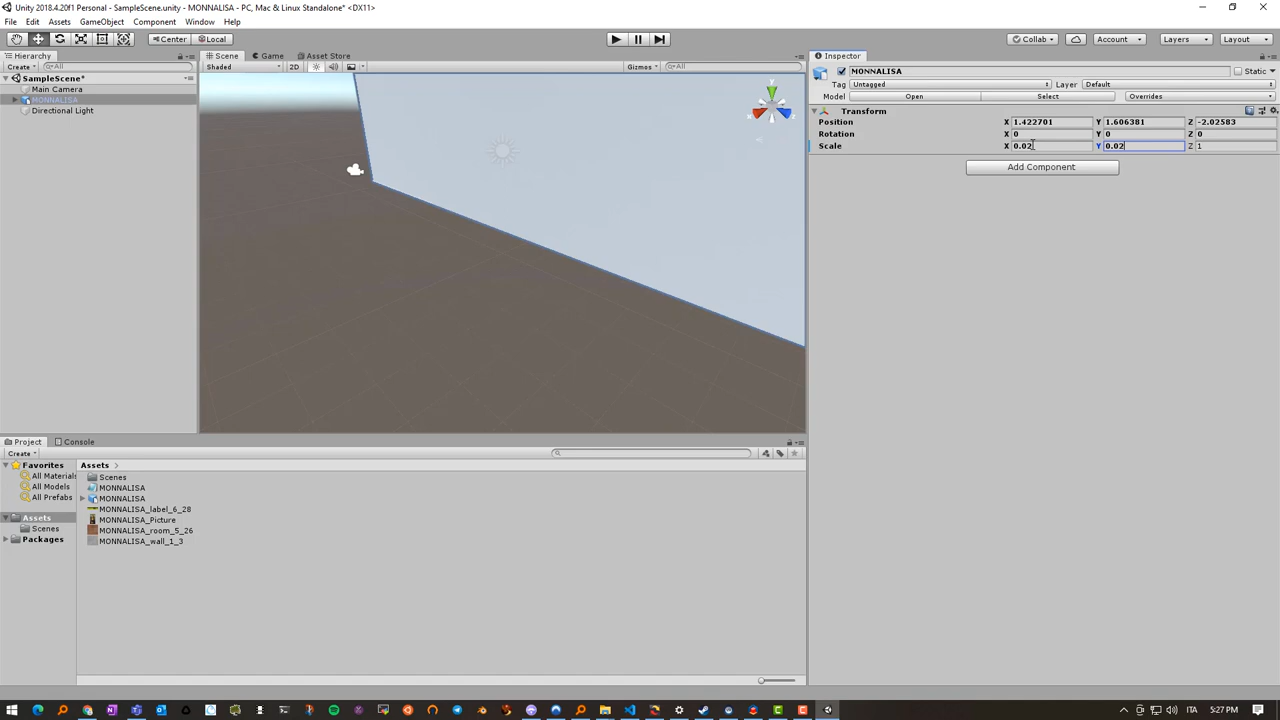 Unity 2018.4.20f1 Personal - SampleScene.unity - MONNALISA - PC, Mac & Linux Standalone* <DX11>
File Edit Assets GameObject Component Window Help
Center Local Collab Account Layers Layout
Hierarchy Scene Game Asset Store Inspector
Create All Shaded 2D Gizmos All MONNALISA Static
SampleScene*
Main Camera
MONNALISA
Directional Light
Tag Untagged Layer Default
Model Open Select Overrides
Transform
Position X 1.422701 Y 1.606381 Z -2.02583
Rotation X 0 Y 0 Z 0
Scale X 0.02 Y 0.02 Z 1
Add Component
Y
Project Console
Create
Favorites
All Materials
All Models
All Prefabs
Assets
Scenes
Packages
Assets
Scenes
MONNALISA
MONNALISA
MONNALISA_label_6_28
MONNALISA_Picture
MONNALISA_room_5_26
MONNALISA_wall_1_3
ITA 5:27 PM